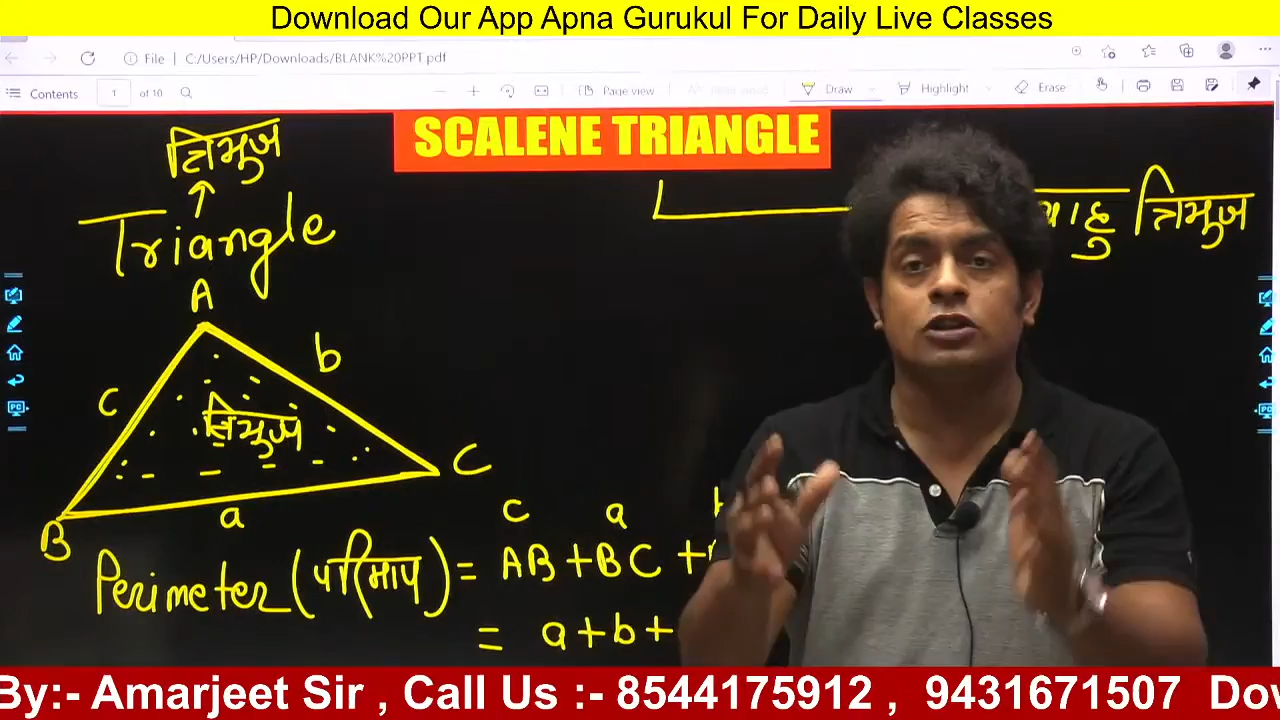 Download Our App Apna Gurukul For Daily Live Classes
File | C:/Users/HP/Downloads/BLANK%20PPT.pdf
Contents 1 of 10 Page view Draw Highlight Erase
SCALENE TRIANGLE
त्रिभुज
Triangle
बाहु त्रिभुज
A
b
c
त्रिभुज
C
a
B
c a
Perimeter (परिमाप) = AB + BC +
= a + b +
By:- Amarjeet Sir , Call Us :- 8544175912 , 9431671507